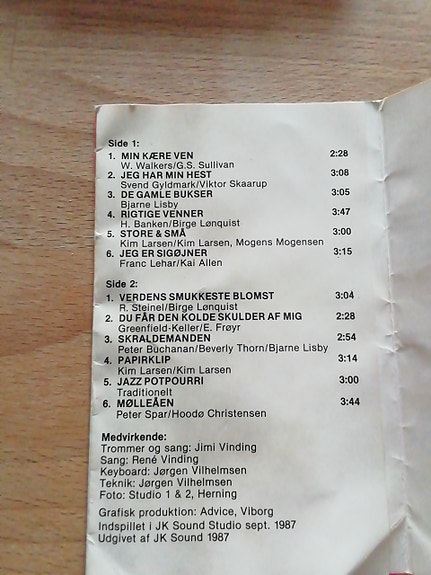 Side 1:
1. MIN KÆRE VEN 2:28
W. Walkers/G.S. Sullivan
2. JEG HAR MIN HEST 3:08
Svend Gyldmark/Viktor Skaarup
3. DE GAMLE BUKSER 3:05
Bjarne Lisby
4. RIGTIGE VENNER 3:47
H. Banken/Birge Lønquist
5. STORE & SMÅ 3:00
Kim Larsen/Kim Larsen, Mogens Mogensen
6. JEG ER SIGØJNER 3:15
Franc Lehar/Kai Allen
Side 2:
1. VERDENS SMUKKESTE BLOMST 3:04
R. Steinel/Birge Lønquist
2. DU FÅR DEN KOLDE SKULDER AF MIG 2:28
Greenfield-Keller/E. Frøyr
3. SKRALDEMANDEN 2:54
Peter Buchanan/Beverly Thorn/Bjarne Lisby
4. PAPIRKLIP 3:14
Kim Larsen/Kim Larsen
5. JAZZ POTPOURRI 3:00
Traditionelt
6. MØLLEÅEN 3:44
Peter Spar/Hoodø Christensen
Medvirkende:
Trommer og sang: Jimi Vinding
Sang: René Vinding
Keyboard: Jørgen Vilhelmsen
Teknik: Jørgen Vilhelmsen
Foto: Studio 1 & 2, Herning
Grafisk produktion: Advice, Viborg
Indspillet i JK Sound Studio sept. 1987
Udgivet af JK Sound 1987